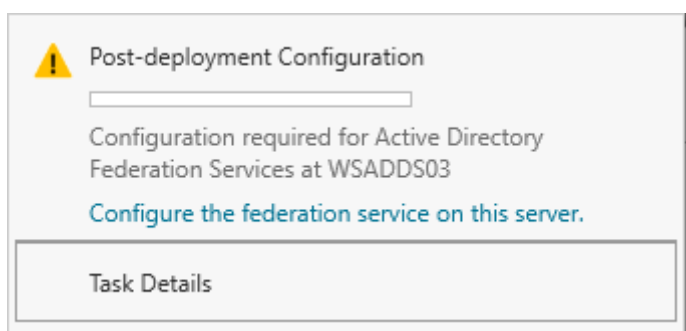 Post-deployment Configuration
Configuration required for Active Directory
Federation Services at WSADDS03
Configure the federation service on this server.
Task Details